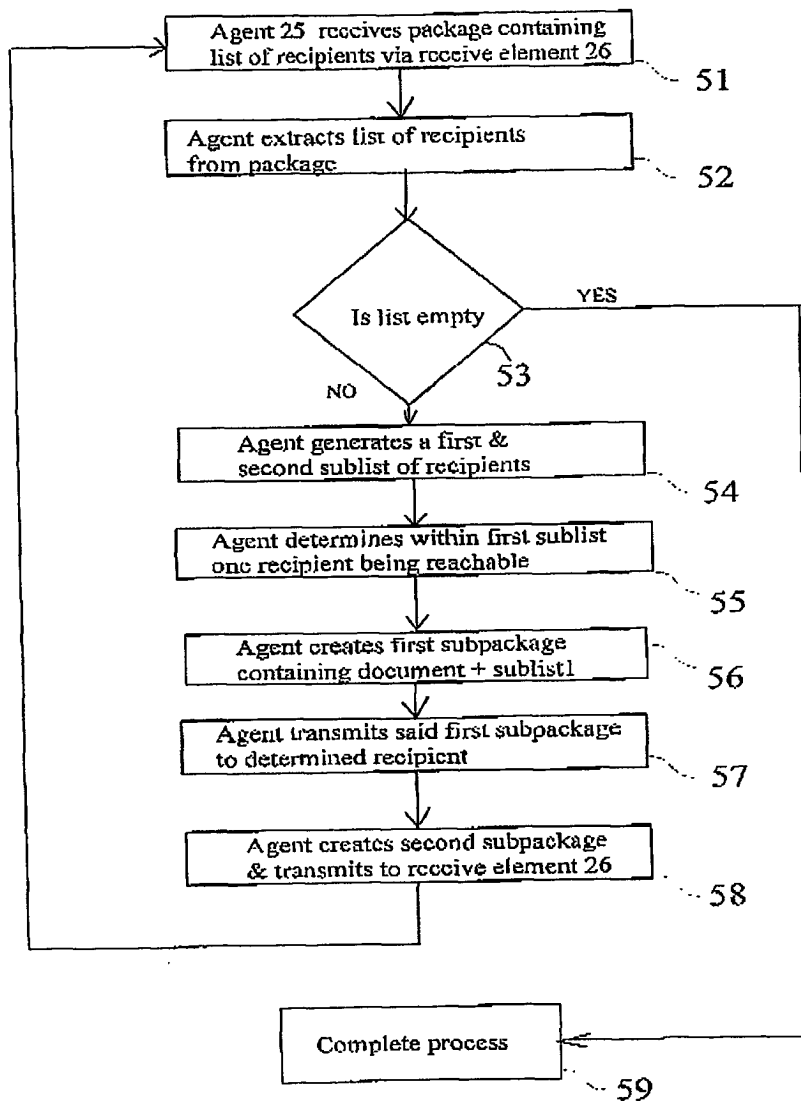 Agent 25 receives package containing
list of recipients via receive element 26
51
Agent extracts list of recipients
from package
52
Is list empty
YES
53
NO
Agent generates a first &
second sublist of recipients
54
Agent determines within first sublist
one recipient being reachable
55
Agent creates first subpackage
containing document + sublist1
56
Agent transmits said first subpackage
to determined recipient
57
Agent creates second subpackage
& transmits to receive element 26
58
Complete process
59